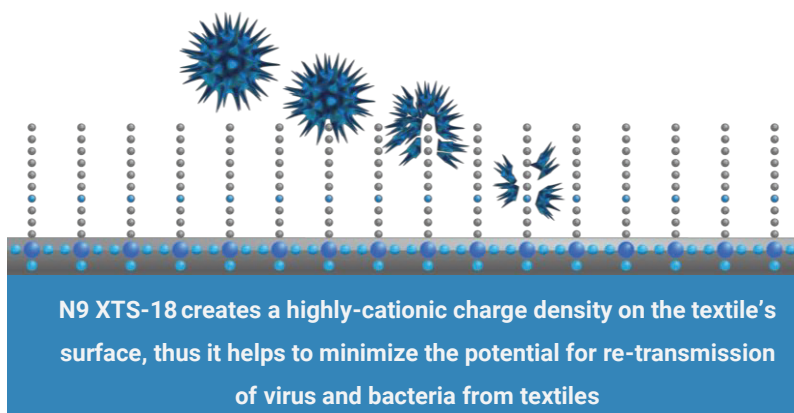 N9 XTS-18 creates a highly-cationic charge density on the textile's
surface, thus it helps to minimize the potential for re-transmission
of virus and bacteria from textiles